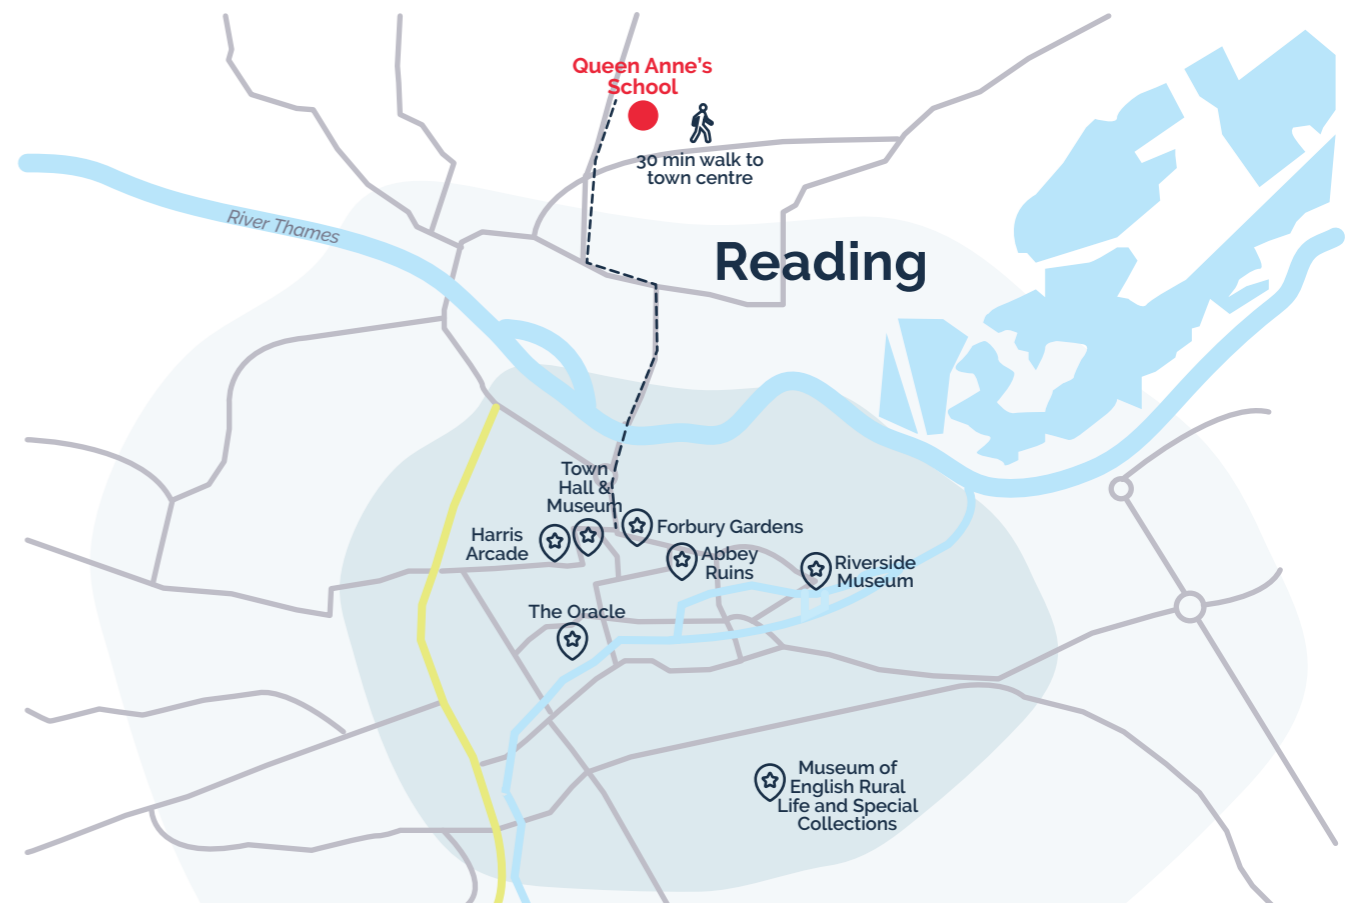 Queen Anne's
School
30 min walk to
town centre
River Thames
Reading
Town
Hall &
Museum
Harris
Arcade
Forbury Gardens
Abbey
Ruins
Riverside
Museum
The Oracle
Museum of
English Rural
Life and Special
Collections